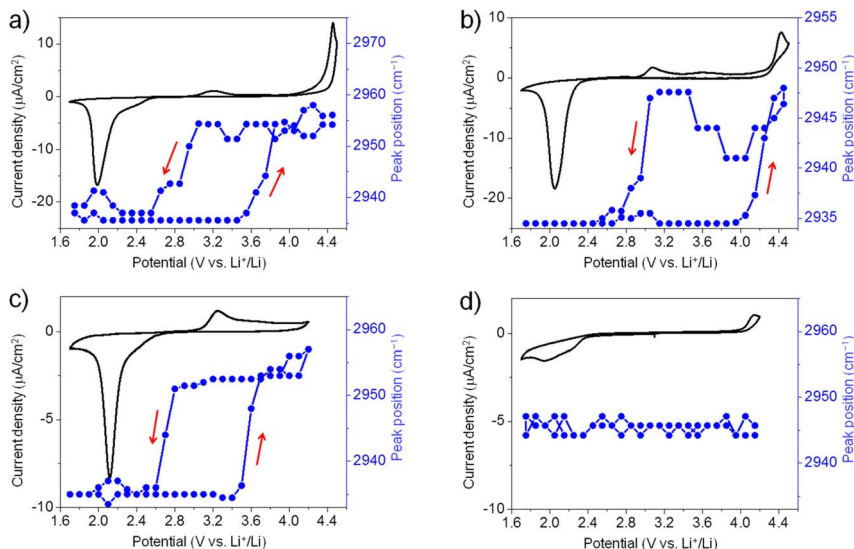 a)
Current density (µA/cm²)
10
0
-10
-20
1.6 2.0 2.4 2.8 3.2 3.6 4.0 4.4
Potential (V vs. Li⁺/Li)
2970
2960
2950
2940
Peak position (cm⁻¹)
b)
Current density (µA/cm²)
10
0
-10
-20
1.6 2.0 2.4 2.8 3.2 3.6 4.0 4.4
Potential (V vs. Li⁺/Li)
2955
2950
2945
2940
2935
Peak position (cm⁻¹)
c)
Current density (µA/cm²)
0
-5
-10
1.6 2.0 2.4 2.8 3.2 3.6 4.0 4.4
Potential (V vs. Li⁺/Li)
2960
2950
2940
Peak position (cm⁻¹)
d)
Current density (µA/cm²)
0
-5
-10
1.6 2.0 2.4 2.8 3.2 3.6 4.0 4.4
Potential (V vs. Li⁺/Li)
2960
2950
2940
Peak position (cm⁻¹)